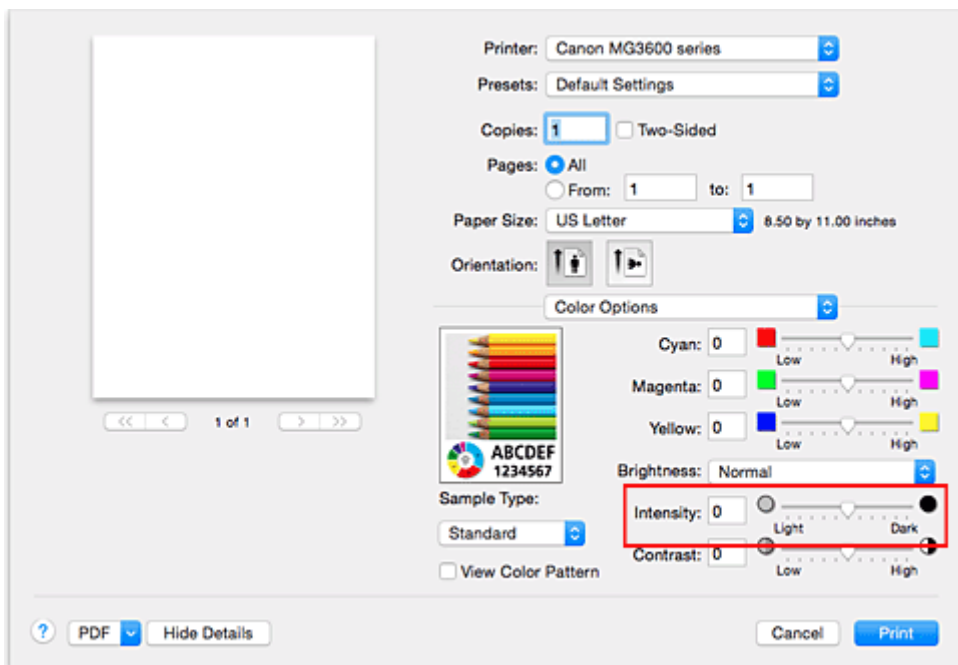 Printer: Canon MG3600 series
Presets: Default Settings
Copies: 1 Two-Sided
Pages: All
From: 1 to: 1
Paper Size: US Letter 8.50 by 11.00 inches
Orientation:
Color Options
Cyan: 0
Low High
Magenta: 0
Low High
Yellow: 0
Low High
ABCDEF
1234567
<< < 1 of 1 > >>
Brightness: Normal
Sample Type:
Intensity: 0
Light Dark
Standard
Contrast: 0
Low High
View Color Pattern
? PDF Hide Details Cancel Print